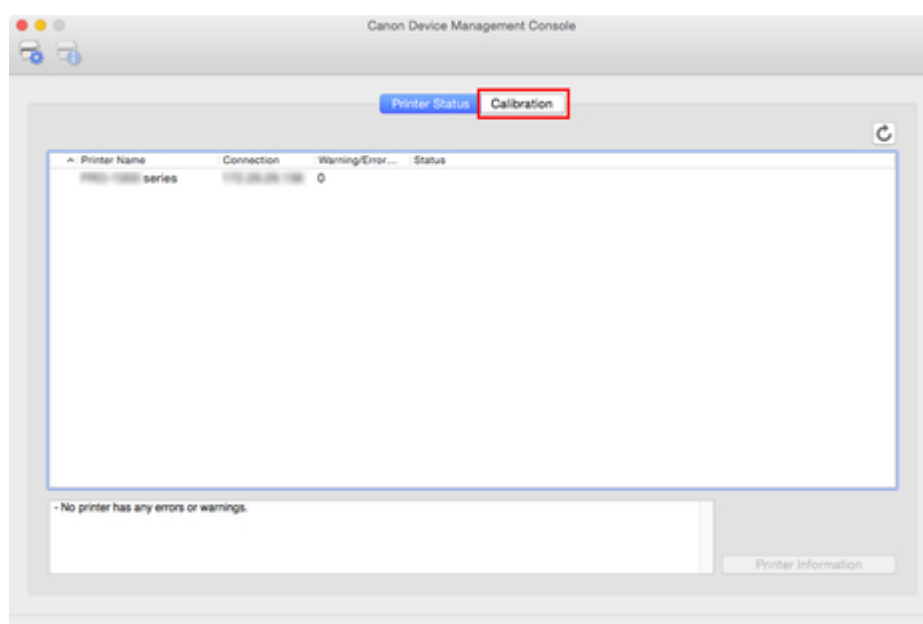 Canon Device Management Console
Printer Status Calibration
Printer Name Connection Warning/Error... Status
series 0
- No printer has any errors or warnings.
Printer Information